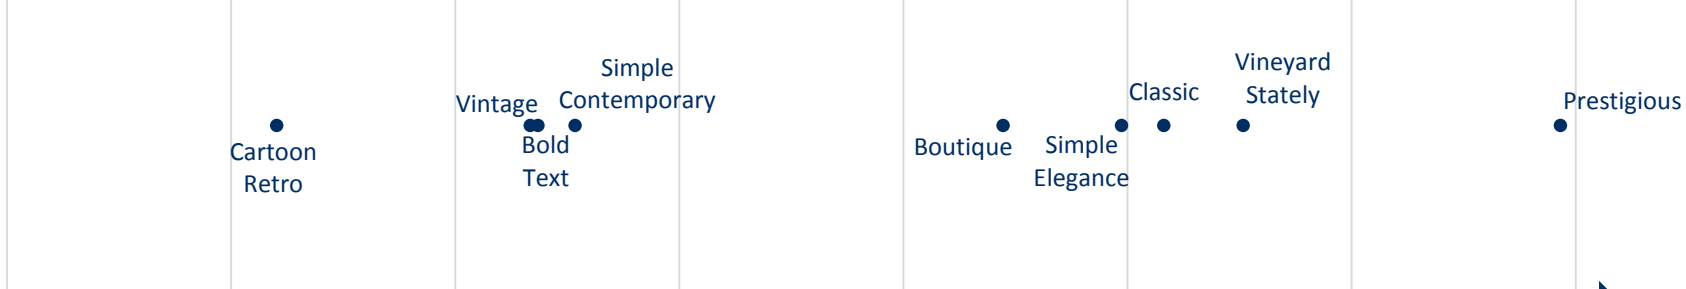 Cartoon
Retro
Vintage
Bold
Text
Simple
Contemporary
Boutique
Simple
Elegance
Classic
Vineyard
Stately
Prestigious